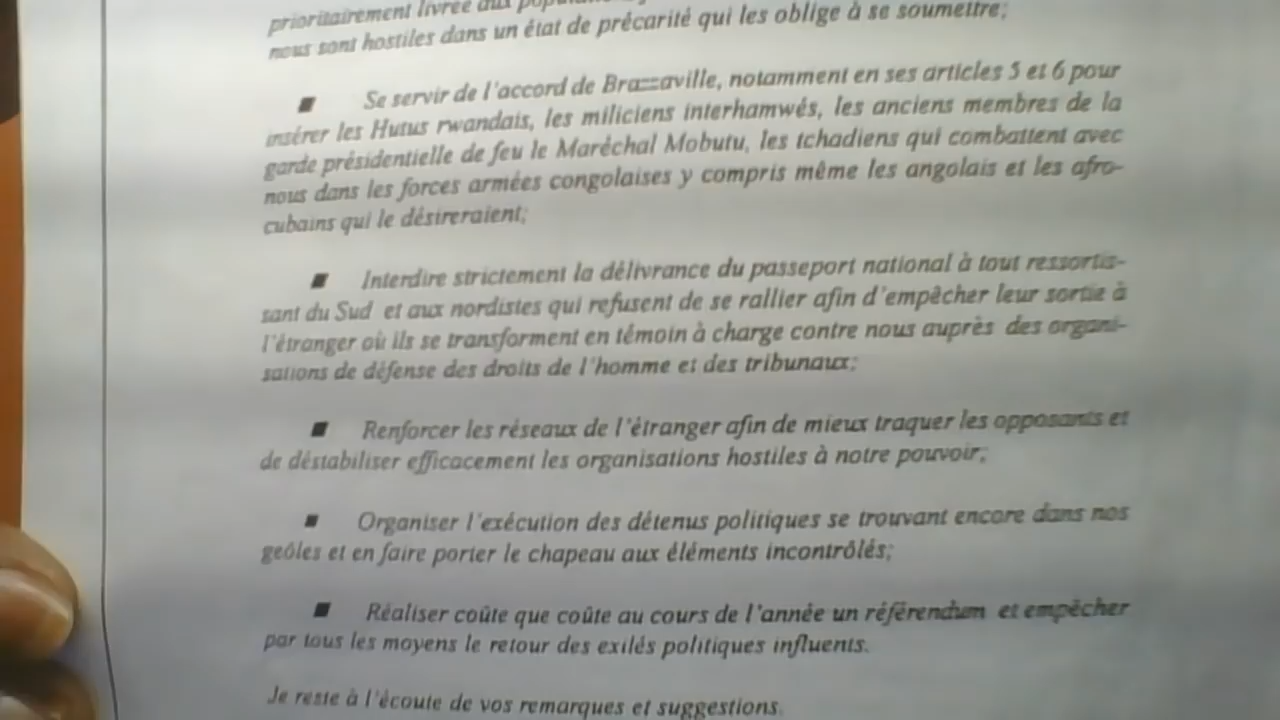 prioritairement livrée aux
nous sont hostiles dans un état de précarité qui les oblige à se soumettre;
■ Se servir de l'accord de Brazzaville, notamment en ses articles 5 et 6 pour
insérer les Hutus rwandais, les miliciens interhamwés, les anciens membres de la
garde présidentielle de feu le Maréchal Mobutu, les tchadiens qui combattent avec
nous dans les forces armées congolaises y compris même les angolais et les afro-
cubains qui le désireraient;
■ Interdire strictement la délivrance du passeport national à tout ressortis-
sant du Sud et aux nordistes qui refusent de se rallier afin d'empêcher leur sortie à
l'étranger où ils se transforment en témoin à charge contre nous auprès des organi-
sations de défense des droits de l'homme et des tribunaux;
■ Renforcer les réseaux de l'étranger afin de mieux traquer les opposants et
de déstabiliser efficacement les organisations hostiles à notre pouvoir;
■ Organiser l'exécution des détenus politiques se trouvant encore dans nos
geôles et en faire porter le chapeau aux éléments incontrôlés;
■ Réaliser coûte que coûte au cours de l'année un référendum et empêcher
par tous les moyens le retour des exilés politiques influents.
Je reste à l'écoute de vos remarques et suggestions.